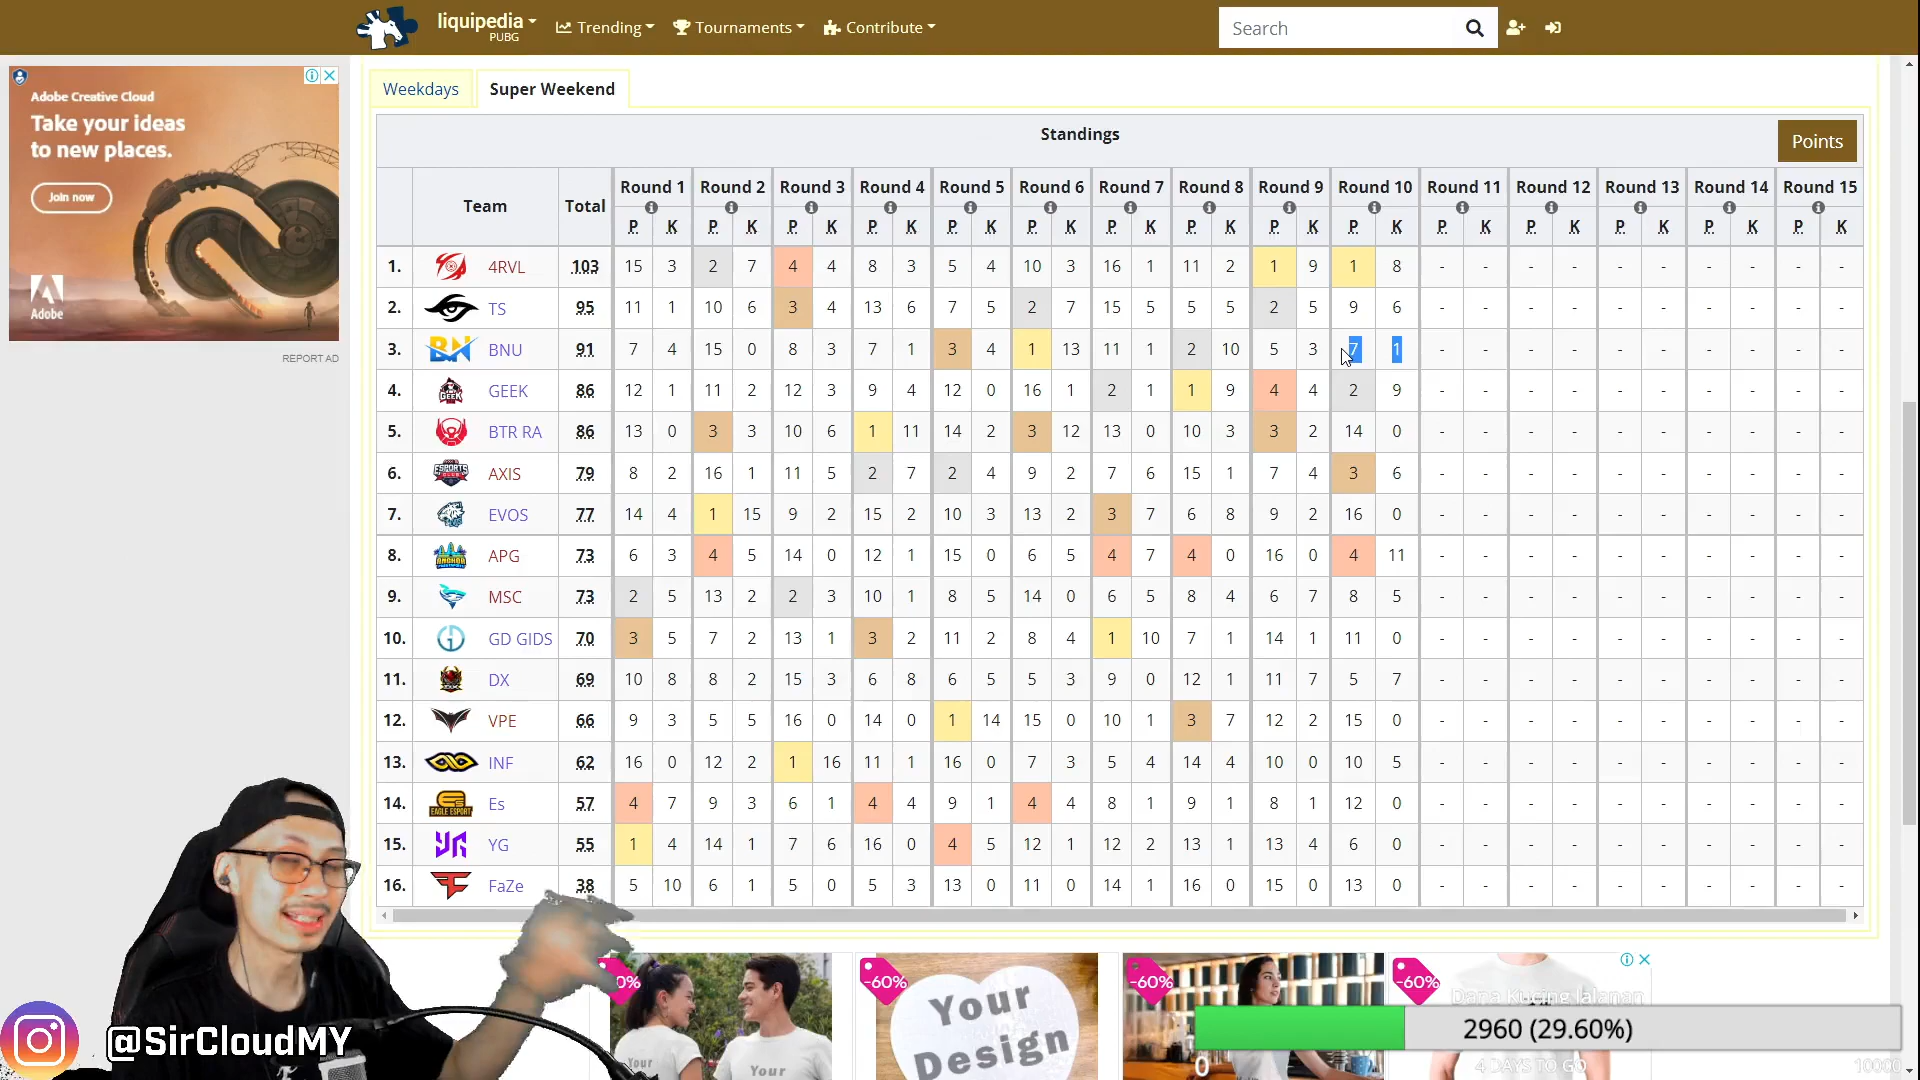 liquipedia
PUBG
Trending
Tournaments
Contribute
Search
Adobe Creative Cloud
Take your ideas
to new places.
Join now
Adobe
REPORT AD
Weekdays
Super Weekend
Standings
Points
Team Total Round 1 Round 2 Round 3 Round 4 Round 5 Round 6 Round 7 Round 8 Round 9 Round 10 Round 11 Round 12 Round 13 Round 14 Round 15
P K P K P K P K P K P K P K P K P K P K P K P K P K P K P K
1. 4RVL 103 15 3 2 7 4 4 8 3 5 4 10 3 16 1 11 2 1 9 1 8 - - - - - - - - - -
2. TS 95 11 1 10 6 3 4 13 6 7 5 2 7 15 5 5 5 2 5 9 6 - - - - - - - - - -
3. BNU 91 7 4 15 0 8 3 7 1 3 4 1 13 11 1 2 10 5 3 7 1 - - - - - - - - - -
4. GEEK 86 12 1 11 2 12 3 9 4 12 0 16 1 2 1 1 9 4 4 2 9 - - - - - - - - - -
5. BTR RA 86 13 0 3 3 10 6 1 11 14 2 3 12 13 0 10 3 3 2 14 0 - - - - - - - - - -
6. AXIS 79 8 2 16 1 11 5 2 7 2 4 9 2 7 6 15 1 7 4 3 6 - - - - - - - - - -
7. EVOS 77 14 4 1 15 9 2 15 2 10 3 13 2 3 7 6 8 9 2 16 0 - - - - - - - - - -
8. APG 73 6 3 4 5 14 0 12 1 15 0 6 5 4 7 4 0 16 0 4 11 - - - - - - - - - -
9. MSC 73 2 5 13 2 2 3 10 1 8 5 14 0 6 5 8 4 6 7 8 5 - - - - - - - - - -
10. GD GIDS 70 3 5 7 2 13 1 3 2 11 2 8 4 1 10 7 1 14 1 11 0 - - - - - - - - - -
11. DX 69 10 8 8 2 15 3 6 8 6 5 5 3 9 0 12 1 11 7 5 7 - - - - - - - - - -
12. VPE 66 9 3 5 5 16 0 14 0 1 14 15 0 10 1 3 7 12 2 15 0 - - - - - - - - - -
13. INF 62 16 0 12 2 1 16 11 1 16 0 7 3 5 4 14 4 10 0 10 5 - - - - - - - - - -
14. Es 57 4 7 9 3 6 1 4 4 9 1 4 4 8 1 9 1 8 1 12 0 - - - - - - - - - -
15. YG 55 1 4 14 1 7 6 16 0 4 5 12 1 12 2 13 1 13 4 6 0 - - - - - - - - - -
16. FaZe 38 5 10 6 1 5 0 5 3 13 0 11 0 14 1 16 0 15 0 13 0 - - - - - - - - - -
0%
-60%
-60%
-60%
Your
Your
Your
Design
Dana Kucing Jalanan
2960 (29.60%)
0
4 DAYS TO GO
10000
@SirCloudMY